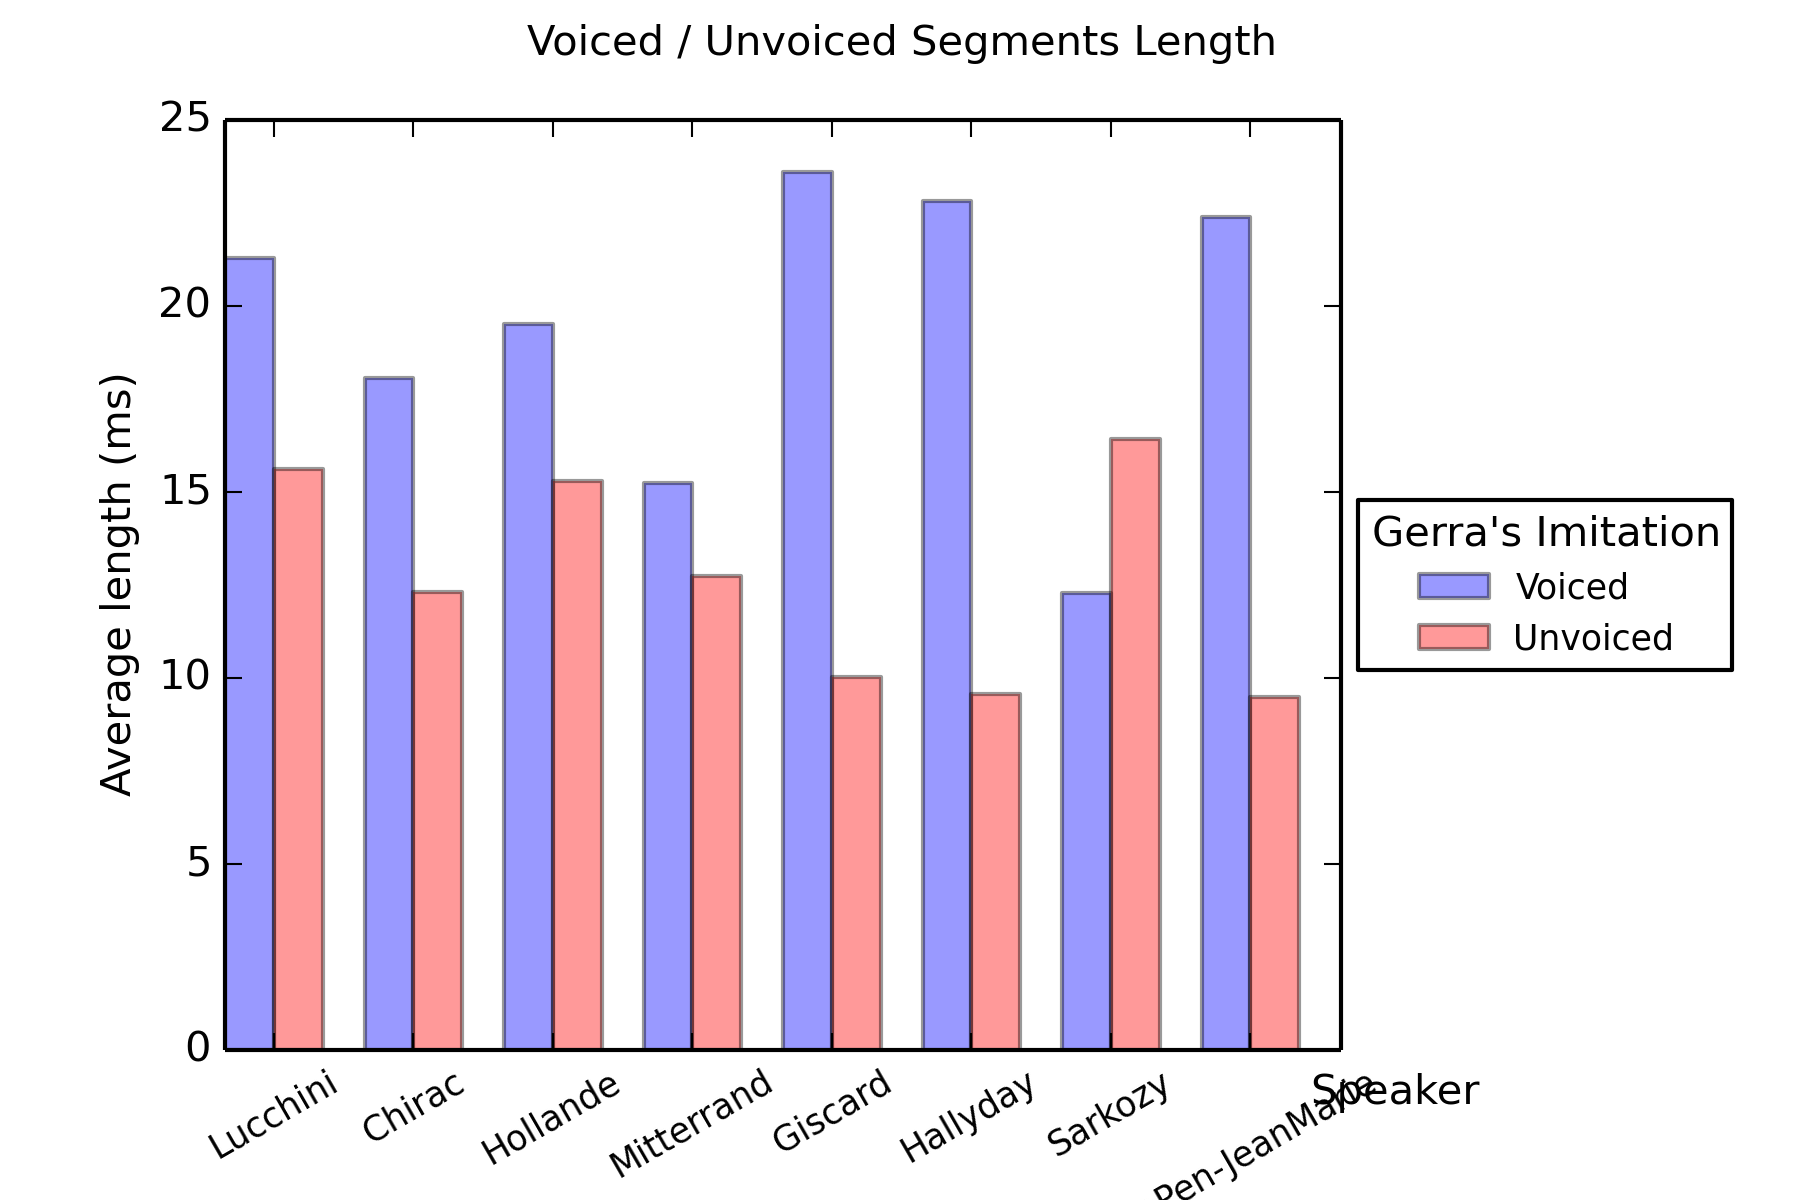 Voiced / Unvoiced Segments Length
25
20
15
10
5
0
Average length (ms)
Gerra's Imitation
Voiced
Unvoiced
Lucchini
Chirac
Hollande
Mitterrand
Giscard
Hallyday
Sarkozy
Speaker